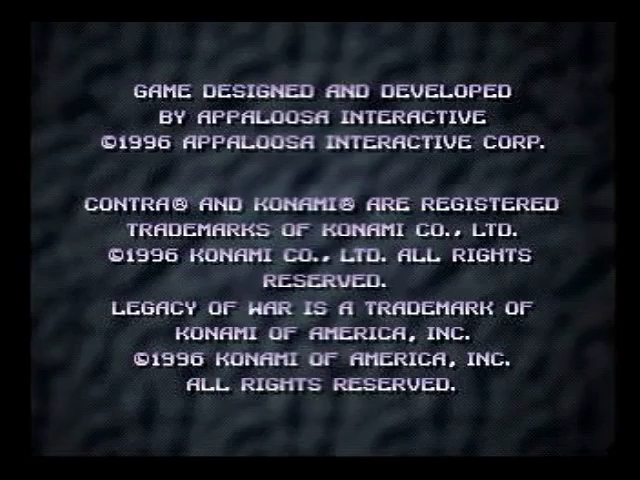 GAME DESIGNED AND DEVELOPED
BY APPALOOSA INTERACTIVE
©1996 APPALOOSA INTERACTIVE CORP.
CONTRA® AND KONAMI® ARE REGISTERED
TRADEMARKS OF KONAMI CO., LTD.
©1996 KONAMI CO., LTD. ALL RIGHTS
RESERVED.
LEGACY OF WAR IS A TRADEMARK OF
KONAMI OF AMERICA, INC.
©1996 KONAMI OF AMERICA, INC.
ALL RIGHTS RESERVED.